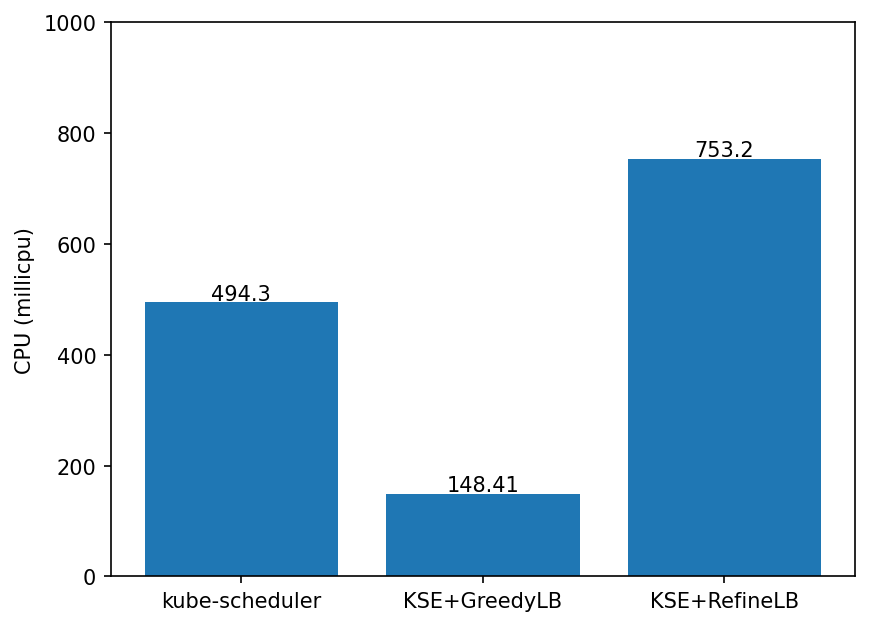 1000
800
600
400
200
0
CPU (millicpu)
494.3
148.41
753.2
kube-scheduler
KSE+GreedyLB
KSE+RefineLB